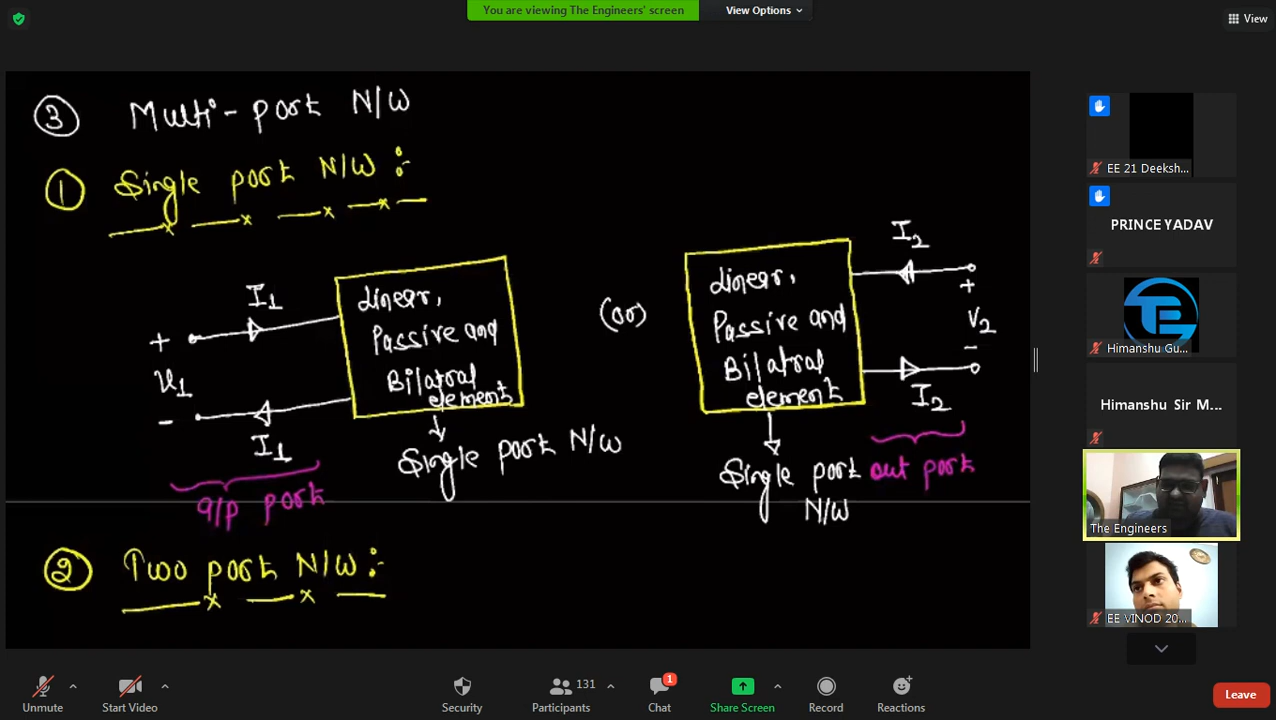 You are viewing The Engineers' screen
View Options
View
③ Multi-port N/W
① Single port N/W :-
I1
+
V1
-
I1
I/p port
Linear,
Passive and
Bilatral
element
Single port N/W
(or)
Linear,
Passive and
Bilatral
element
Single port
N/W
I2
+
V2
-
I2
out port
② Two port N/W :-
EE 21 Deeksh...
PRINCE YADAV
TE
Himanshu Gu...
Himanshu Sir M...
The Engineers
EE VINOD 20...
Unmute
Start Video
Security
131
Participants
1
Chat
Share Screen
Record
Reactions
Leave